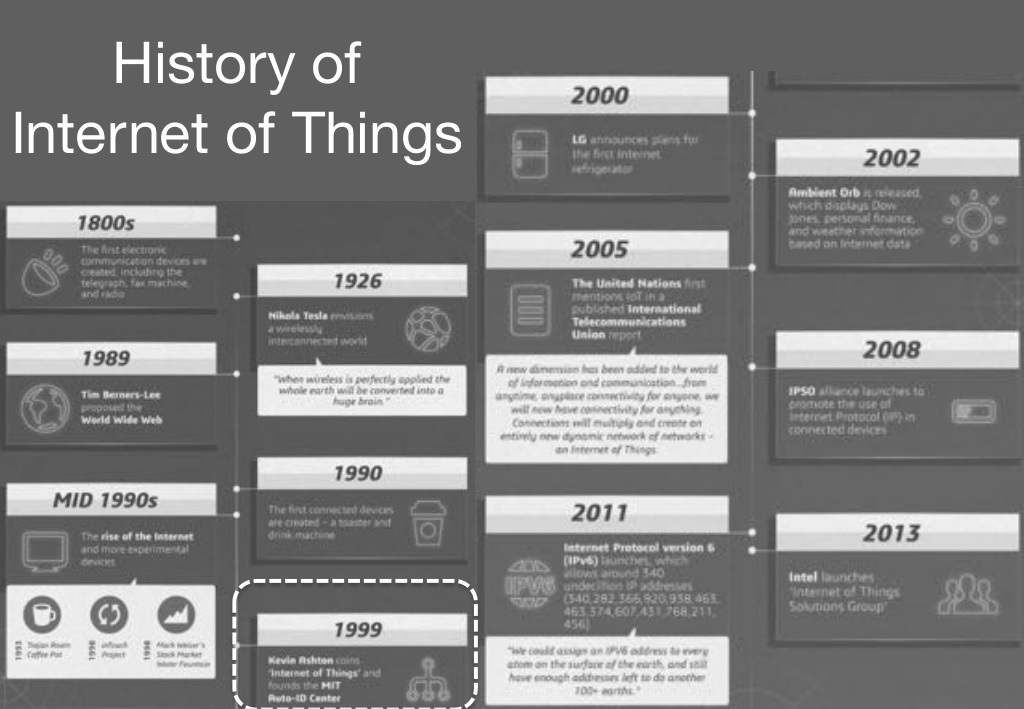 History of
Internet of Things
1800s
The first electronic
communication devices are
created, including the
telegraph, fax machine,
and radio
1926
Nikola Tesla envisions
a wirelessly
interconnected world
"When wireless is perfectly applied the
whole earth will be converted into a
huge brain."
1989
Tim Berners-Lee
proposed the
World Wide Web
1990
The first connected devices
are created – a toaster and
drink machine
MID 1990s
The rise of the Internet
and more experimental
devices
1993
Trojan Room
Coffee Pot
1998
inTouch
Project
1998
Mark Weiser's
Stock Market
Water Fountain
1999
Kevin Ashton coins
'Internet of Things' and
founds the MIT
Auto-ID Center
2000
LG announces plans for
the first Internet
refrigerator
2002
Ambient Orb is released,
which displays Dow
Jones, personal finance,
and weather information
based on Internet data
2005
The United Nations first
mentions IoT in a
published International
Telecommunications
Union report
A new dimension has been added to the world
of information and communication...from
anytime, anyplace connectivity for anyone, we
will now have connectivity for anything.
Connections will multiply and create an
entirely new dynamic network of networks –
an Internet of Things.
2008
IPSO alliance launches to
promote the use of
Internet Protocol (IP) in
connected devices
2011
IPV6
Internet Protocol version 6
(IPv6) launches, which
allows around 340
undecillion IP addresses
(340,282,366,920,938,463,
463,374,607,431,768,211,
456)
"We could assign an IPV6 address to every
atom on the surface of the earth, and still
have enough addresses left to do another
100+ earths."
2013
Intel launches
'Internet of Things
Solutions Group'